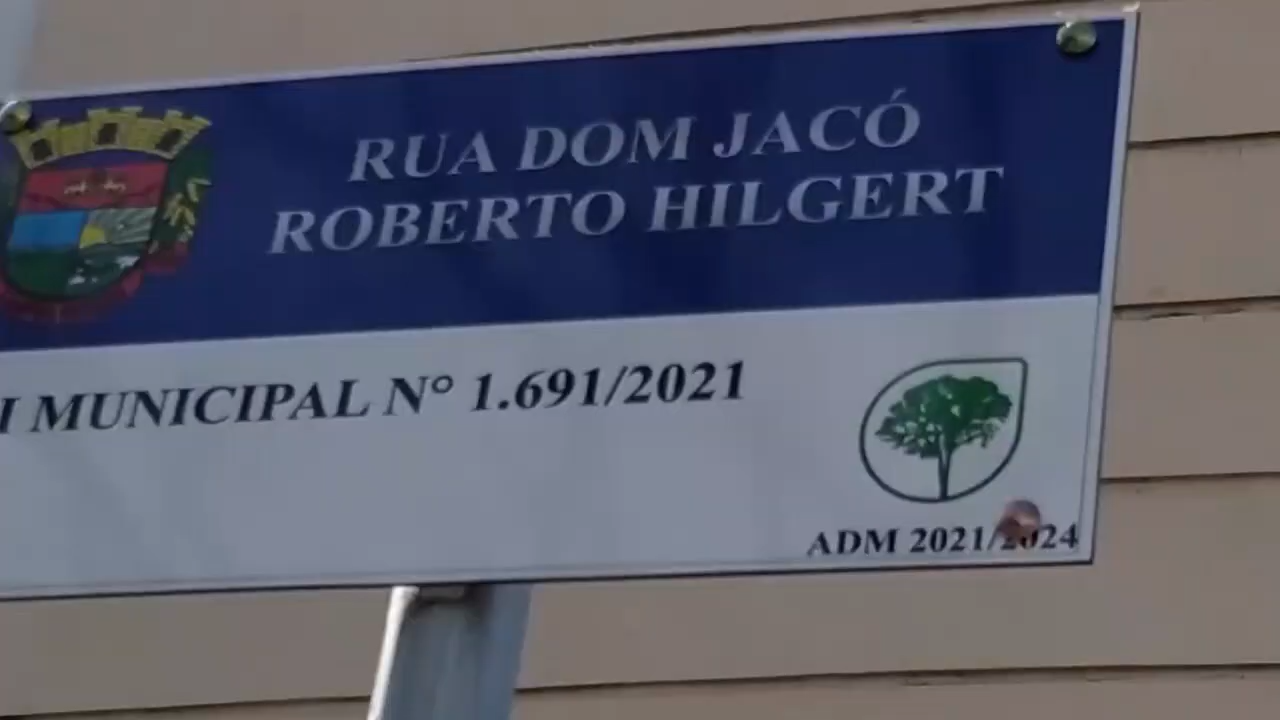 RUA DOM JACÓ
ROBERTO HILGERT
I MUNICIPAL N° 1.691/2021
ADM 2021/2024